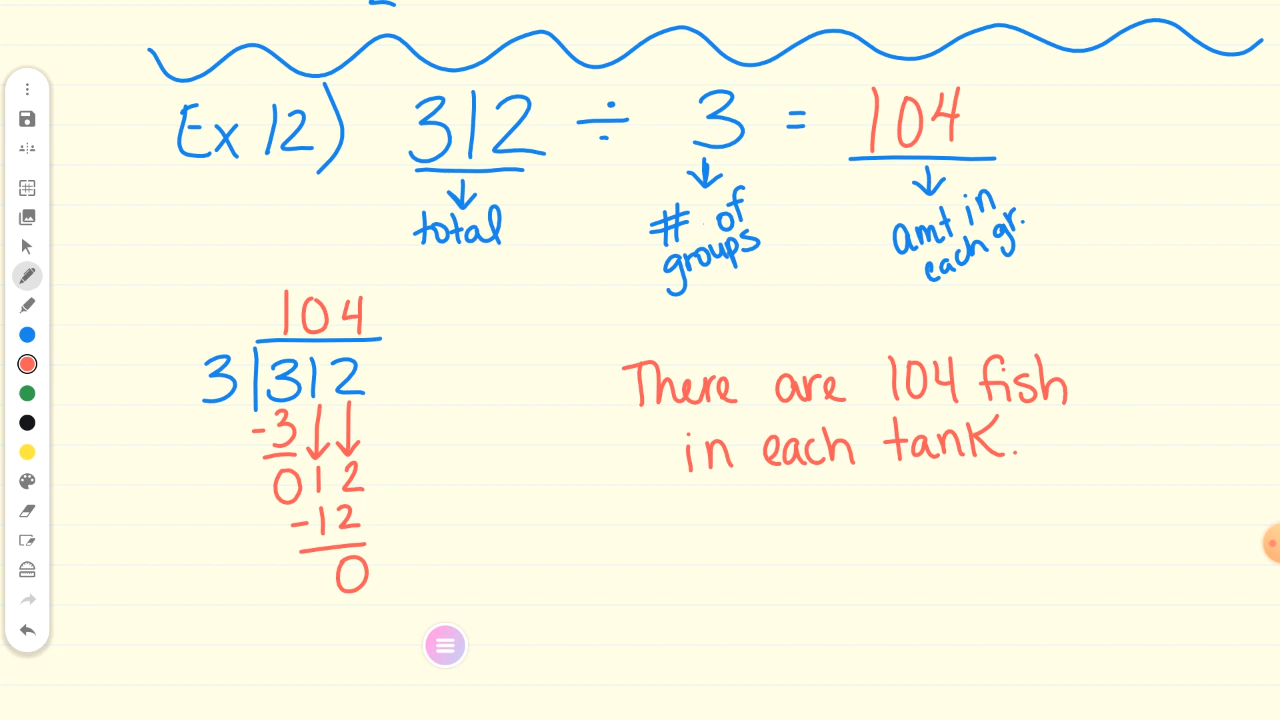 Ex 12) 312 ÷ 3 = 104
total
# of groups
amt in each gr.
104
3|312
-3
012
-12
0
There are 104 fish
in each tank.